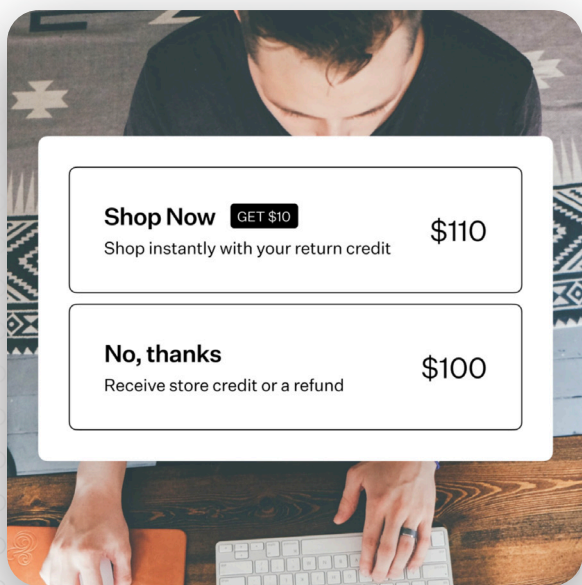 Shop Now GET $10
Shop instantly with your return credit
$110
No, thanks
Receive store credit or a refund
$100